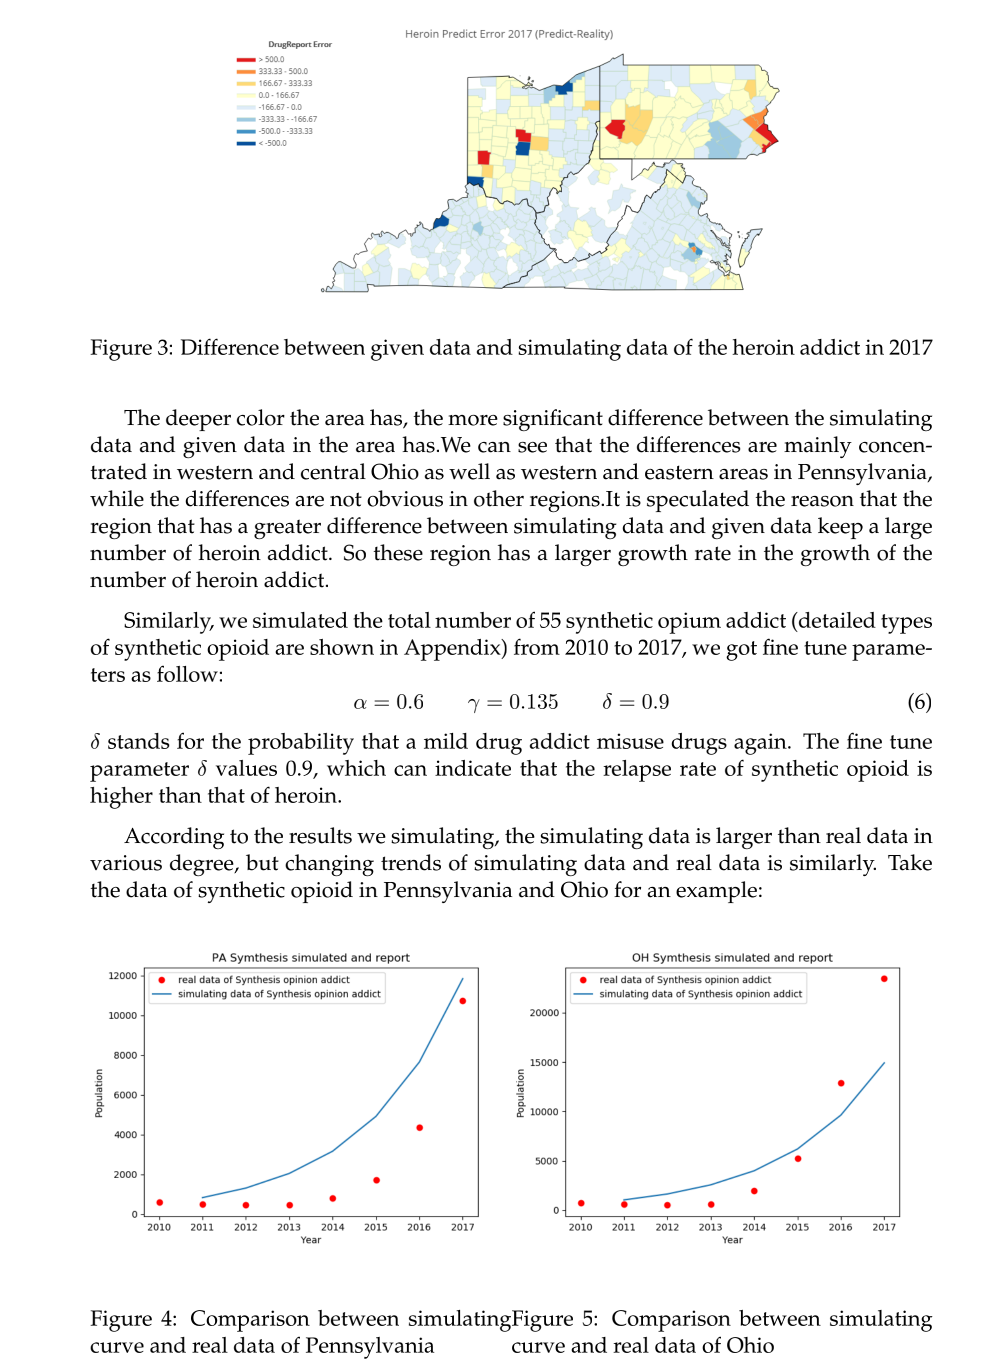 Heroin Predict Error 2017 (Predict-Reality)
DrugReport Error
> 500.0
333.33 - 500.0
166.67 - 333.33
0.0 - 166.67
-166.67 - 0.0
-333.33 - -166.67
-500.0 - -333.33
< -500.0
Figure 3: Difference between given data and simulating data of the heroin addict in 2017
The deeper color the area has, the more significant difference between the simulating
data and given data in the area has.We can see that the differences are mainly concen-
trated in western and central Ohio as well as western and eastern areas in Pennsylvania,
while the differences are not obvious in other regions.It is speculated the reason that the
region that has a greater difference between simulating data and given data keep a large
number of heroin addict. So these region has a larger growth rate in the growth of the
number of heroin addict.
Similarly, we simulated the total number of 55 synthetic opium addict (detailed types
of synthetic opioid are shown in Appendix) from 2010 to 2017, we got fine tune parame-
ters as follow:
α = 0.6 γ = 0.135 δ = 0.9 (6)
δ stands for the probability that a mild drug addict misuse drugs again. The fine tune
parameter δ values 0.9, which can indicate that the relapse rate of synthetic opioid is
higher than that of heroin.
According to the results we simulating, the simulating data is larger than real data in
various degree, but changing trends of simulating data and real data is similarly. Take
the data of synthetic opioid in Pennsylvania and Ohio for an example:
PA Symthesis simulated and report
real data of Synthesis opinion addict
simulating data of Synthesis opinion addict
12000
10000
8000
6000
4000
2000
0
Population
2010 2011 2012 2013 2014 2015 2016 2017
Year
OH Symthesis simulated and report
real data of Synthesis opinion addict
simulating data of Synthesis opinion addict
20000
15000
10000
5000
0
Population
2010 2011 2012 2013 2014 2015 2016 2017
Year
Figure 4: Comparison between simulating
curve and real data of Pennsylvania
Figure 5: Comparison between simulating
curve and real data of Ohio